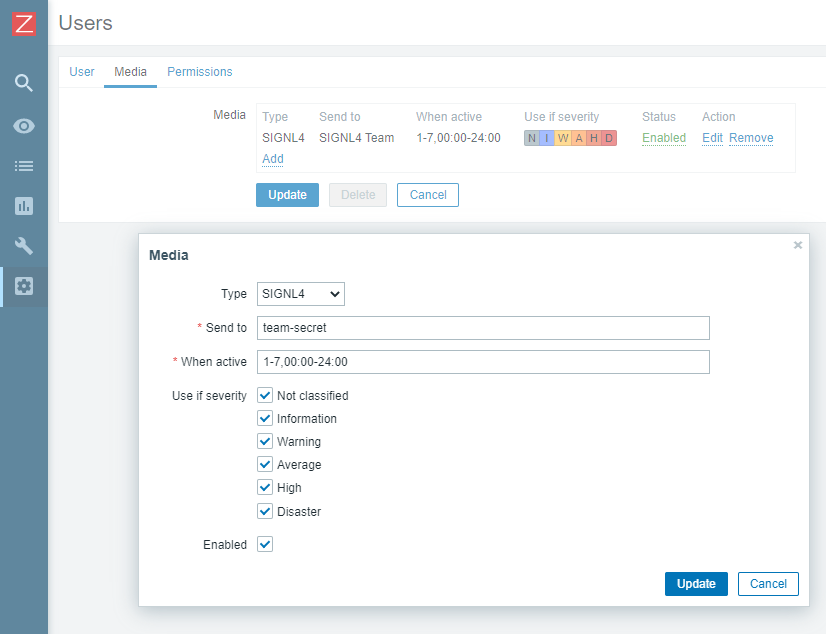 Z
Users
User Media Permissions
Media Type Send to When active Use if severity Status Action
SIGNL4 SIGNL4 Team 1-7,00:00-24:00 N I W A H D Enabled Edit Remove
Add
Update Delete Cancel
Media
Type SIGNL4
* Send to team-secret
* When active 1-7,00:00-24:00
Use if severity Not classified
Information
Warning
Average
High
Disaster
Enabled
Update Cancel